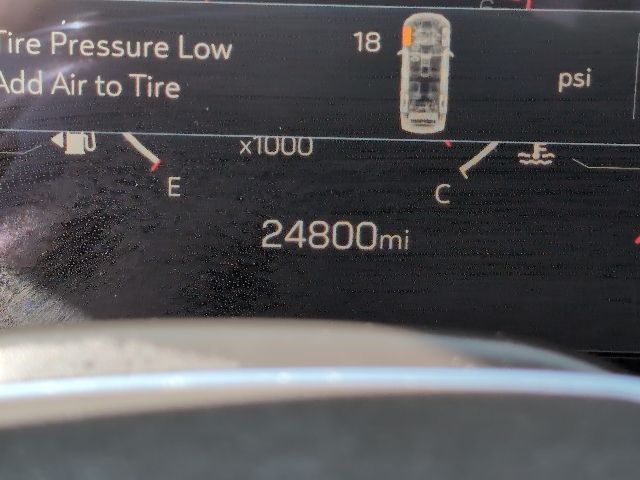 Tire Pressure Low
18
Add Air to Tire
psi
x1000
E
C
24800mi